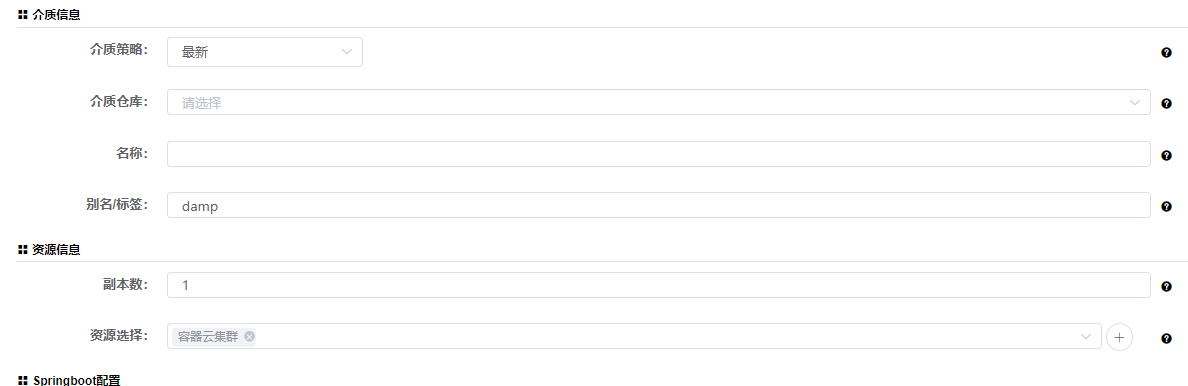 介质信息
介质策略： 最新
介质仓库： 请选择
名称：
别名/标签： damp
资源信息
副本数： 1
资源选择： 容器云集群
Springboot配置